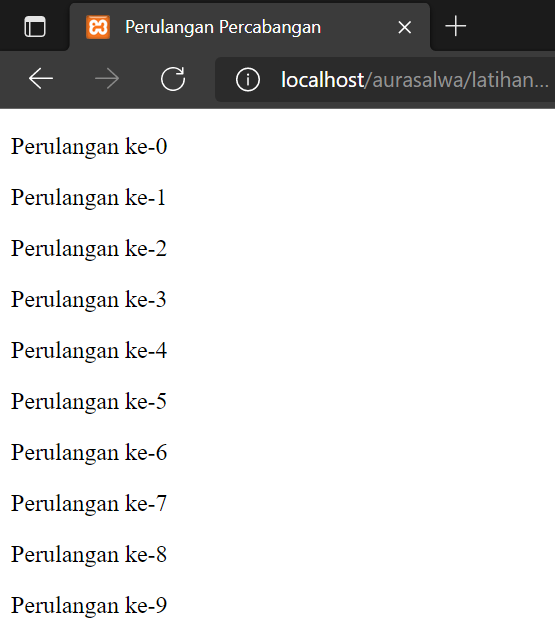 Perulangan Percabangan
localhost/aurasalwa/latihan...
Perulangan ke-0
Perulangan ke-1
Perulangan ke-2
Perulangan ke-3
Perulangan ke-4
Perulangan ke-5
Perulangan ke-6
Perulangan ke-7
Perulangan ke-8
Perulangan ke-9